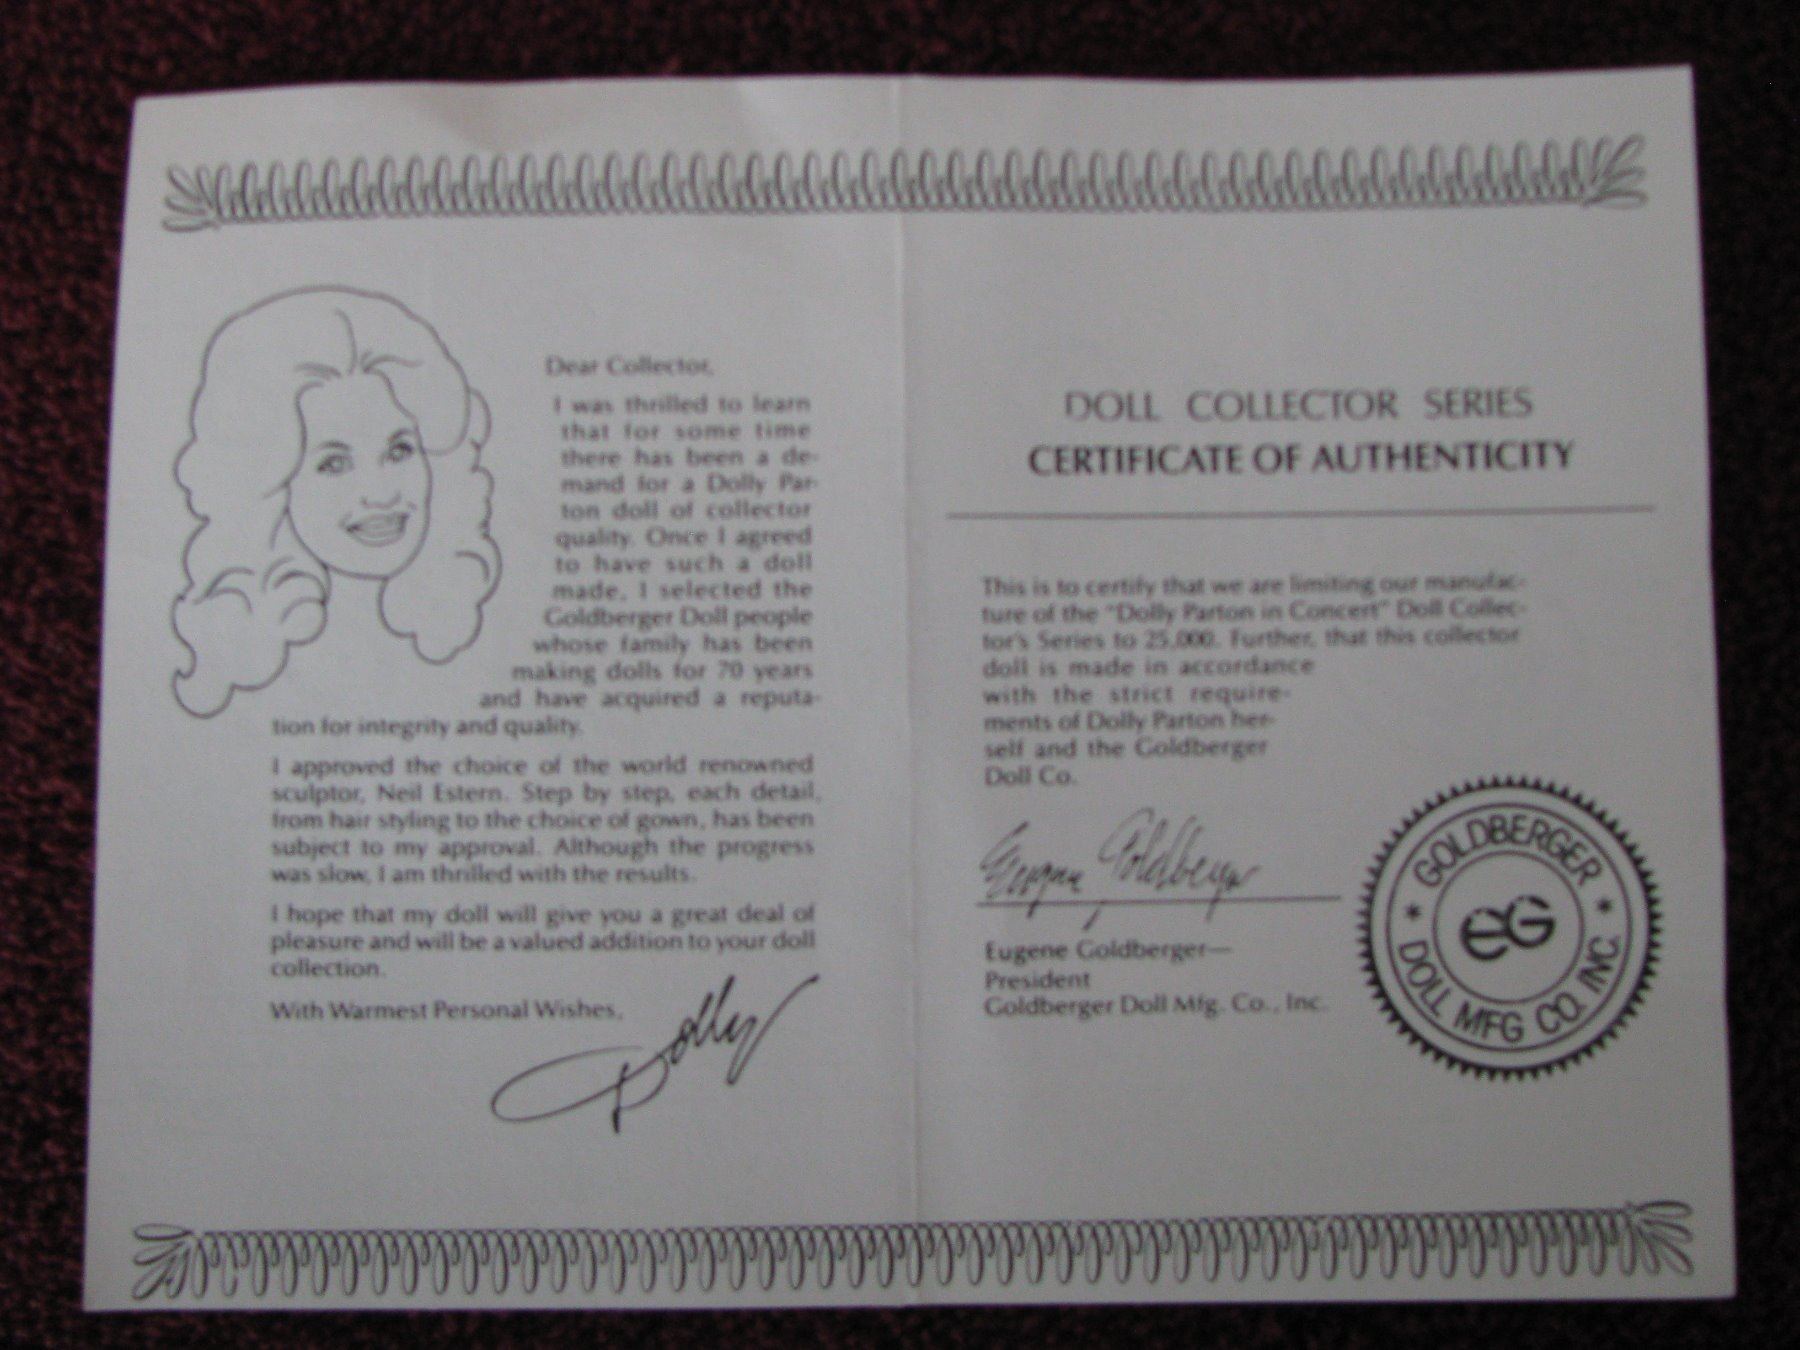 Dear Collector,
I was thrilled to learn
that for some time
there has been a de-
mand for a Dolly Par-
ton doll of collector
quality. Once I agreed
to have such a doll
made, I selected the
Goldberger Doll people
whose family has been
making dolls for 70 years
and have acquired a reputa-
tion for integrity and quality.
I approved the choice of the world renowned
sculptor, Neil Estern. Step by step, each detail,
from hair styling to the choice of gown, has been
subject to my approval. Although the progress
was slow, I am thrilled with the results.
I hope that my doll will give you a great deal of
pleasure and will be a valued addition to your doll
collection.
With Warmest Personal Wishes,
Dolly
DOLL COLLECTOR SERIES
CERTIFICATE OF AUTHENTICITY
This is to certify that we are limiting our manufac-
ture of the "Dolly Parton in Concert" Doll Collec-
tor's Series to 25,000. Further, that this collector
doll is made in accordance
with the strict require-
ments of Dolly Parton her-
self and the Goldberger
Doll Co.
Eugene Goldberger
Eugene Goldberger—
President
Goldberger Doll Mfg. Co., Inc.
GOLDBERGER
EG
* DOLL MFG CO. INC. *